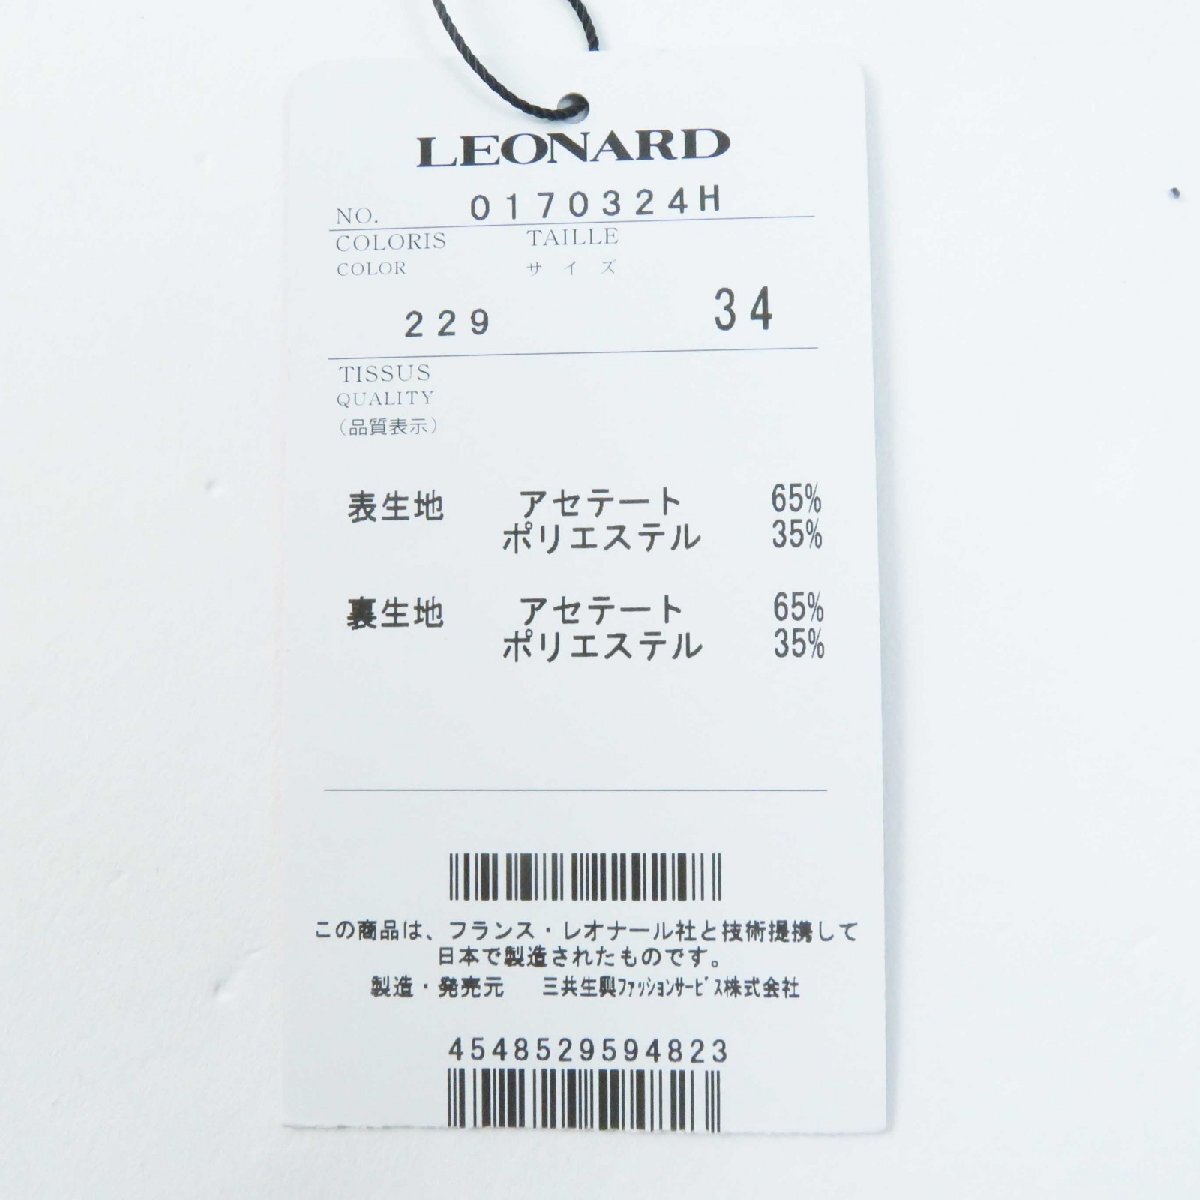 LEONARD
NO. 0170324H
COLORIS TAILLE
COLOR サイズ
229 34
TISSUS
QUALITY
(品質表示)
表生地 アセテート 65%
ポリエステル 35%
裏生地 アセテート 65%
ポリエステル 35%
この商品は、フランス・レオナール社と技術提携して
日本で製造されたものです。
製造・発売元 三共生興ファッションサービス株式会社
4548529594823